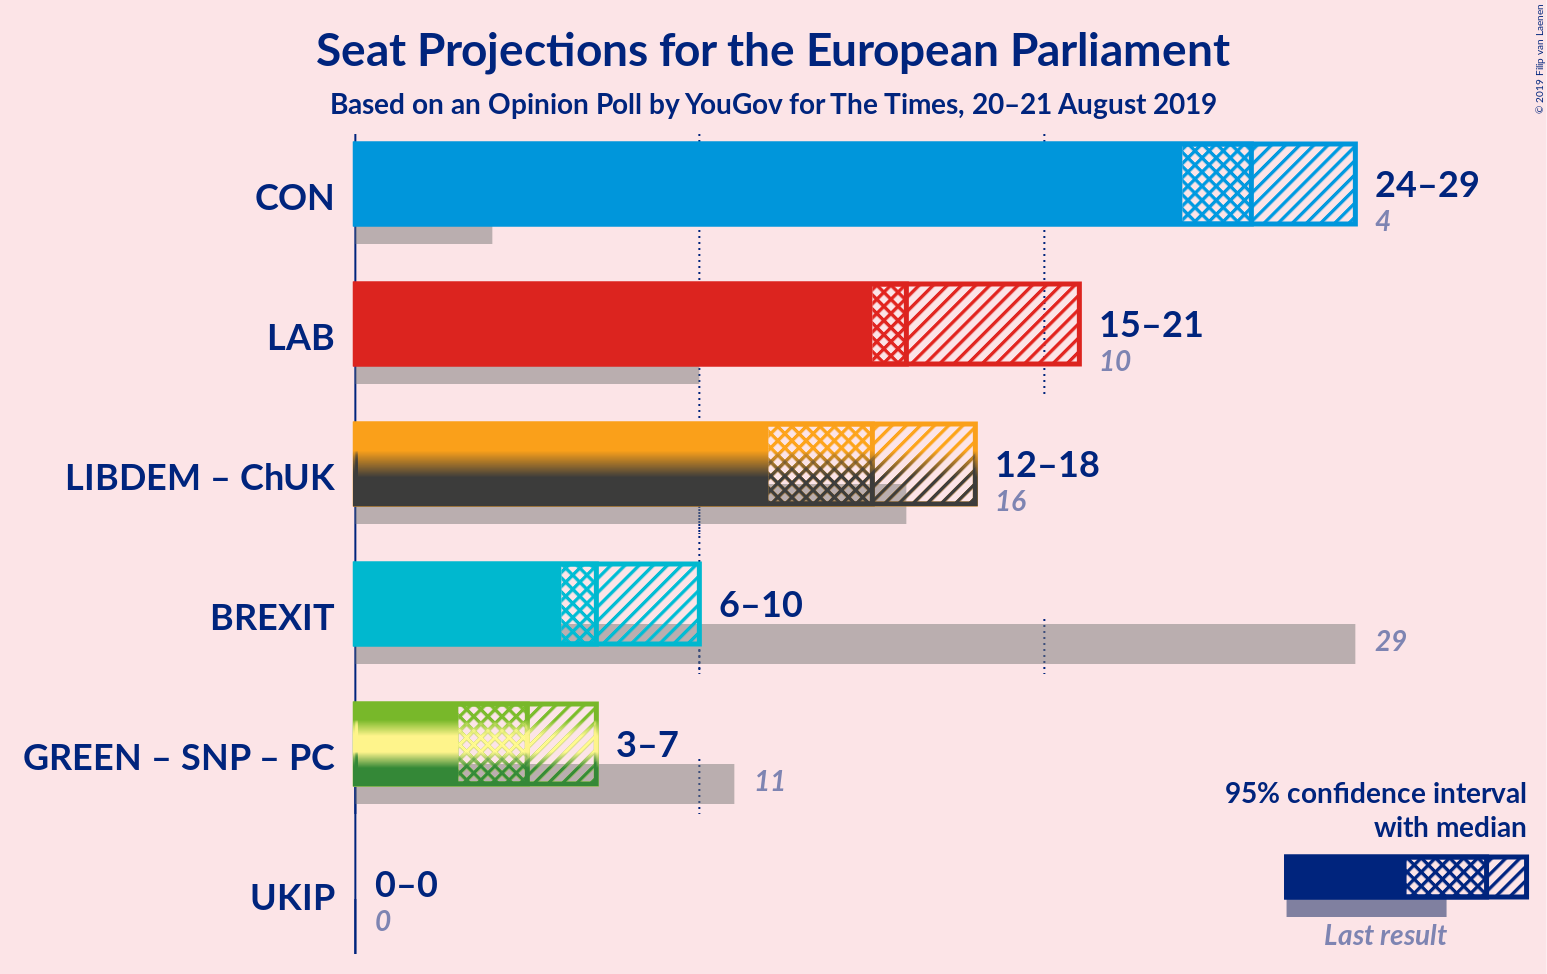 Seat Projections for the European Parliament
Based on an Opinion Poll by YouGov for The Times, 20–21 August 2019
© 2019 Filip van Laenen
CON
24–29
4
LAB
15–21
10
LIBDEM – ChUK
12–18
16
BREXIT
6–10
29
GREEN – SNP – PC
3–7
11
UKIP
0–0
0
95% confidence interval
with median
Last result